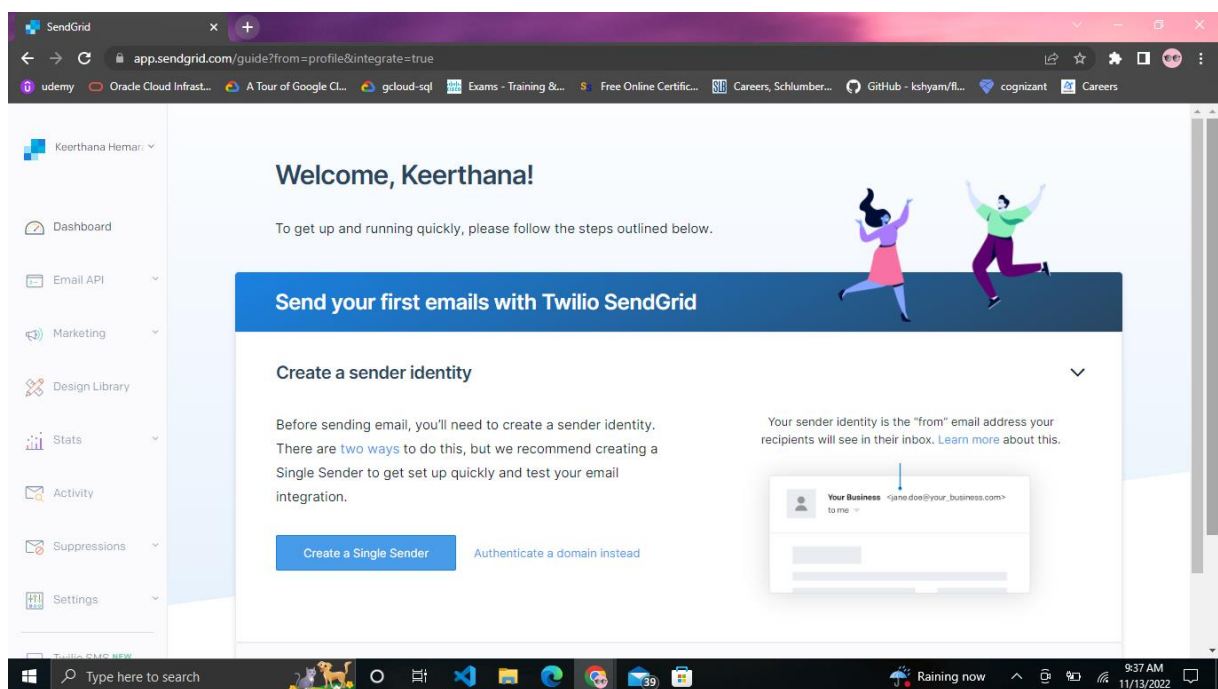 SendGrid
app.sendgrid.com/guide?from=profile&integrate=true
udemy Oracle Cloud Infrast... A Tour of Google Cl... gcloud-sql Exams - Training &... Free Online Certific... Careers, Schlumber... GitHub - kshyam/fl... cognizant Careers
Keerthana Hemar
Welcome, Keerthana!
To get up and running quickly, please follow the steps outlined below.
Dashboard
Email API
Marketing
Design Library
Stats
Activity
Suppressions
Settings
Twilio SMS NEW
Send your first emails with Twilio SendGrid
Create a sender identity
Before sending email, you'll need to create a sender identity.
There are two ways to do this, but we recommend creating a
Single Sender to get set up quickly and test your email
integration.
Create a Single Sender Authenticate a domain instead
Your sender identity is the "from" email address your
recipients will see in their inbox. Learn more about this.
Your Business <jane.doe@your_business.com>
to me
Type here to search
39
Raining now
9:37 AM
11/13/2022